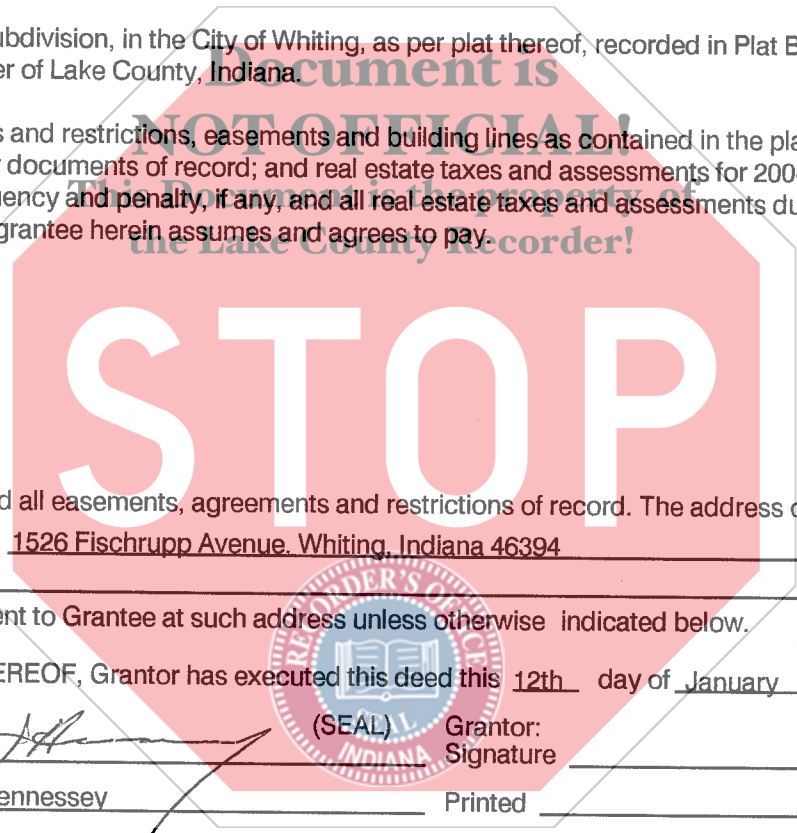 ubdivision, in the City of Whiting, as per plat thereof, recorded in Plat B
er of Lake County, Indiana.
Document is
NOT OFFICIAL!
s and restrictions, easements and building lines as contained in the pla
r documents of record; and real estate taxes and assessments for 200
This Document is the property of
uency and penalty, if any, and all real estate taxes and assessments du
grantee herein assumes and agrees to pay.
the Lake County Recorder!
STOP
d all easements, agreements and restrictions of record. The address o
1526 Fischrupp Avenue, Whiting, Indiana 46394
RECORDER'S OFFICE
ent to Grantee at such address unless otherwise indicated below.
EREOF, Grantor has executed this deed this 12th day of January
SEAL
INDIANA
(SEAL) Grantor:
Signature
ennessey Printed